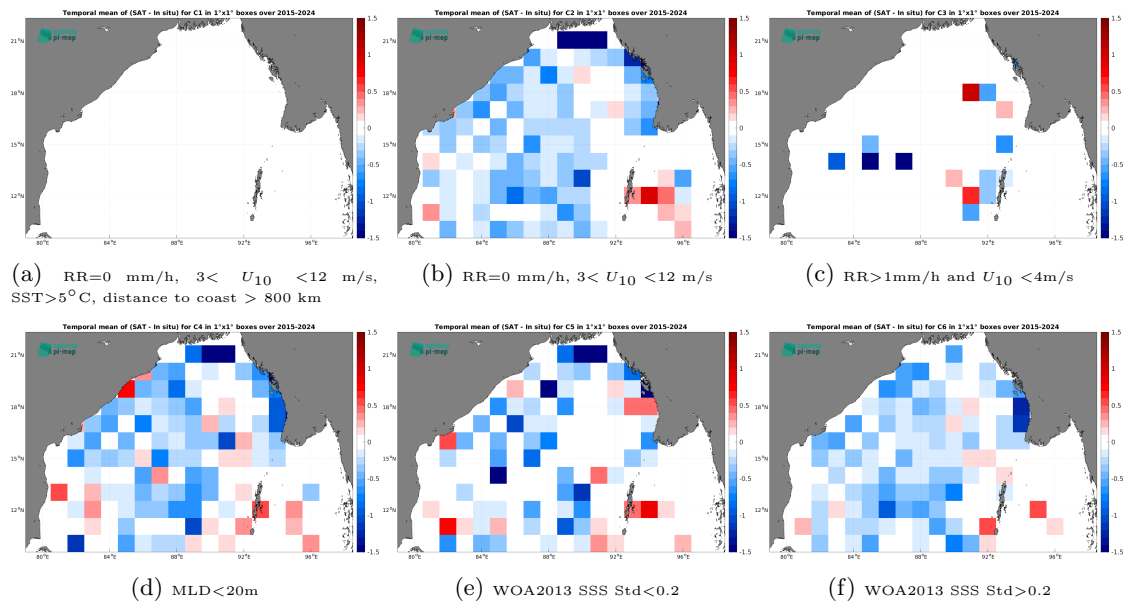 Temporal mean of (SAT - In situ) for C1 in 1°x1° boxes over 2015-2024
pi-mep
21°N
18°N
15°N
12°N
80°E 84°E 88°E 92°E 96°E
1.5
1
0.5
0
-0.5
-1
-1.5
(a) RR=0 mm/h, 3< U10 <12 m/s,
SST>5°C, distance to coast > 800 km
Temporal mean of (SAT - In situ) for C2 in 1°x1° boxes over 2015-2024
pi-mep
21°N
18°N
15°N
12°N
80°E 84°E 88°E 92°E 96°E
1.5
1
0.5
0
-0.5
-1
-1.5
(b) RR=0 mm/h, 3< U10 <12 m/s
Temporal mean of (SAT - In situ) for C3 in 1°x1° boxes over 2015-2024
pi-mep
21°N
18°N
15°N
12°N
80°E 84°E 88°E 92°E 96°E
1.5
1
0.5
0
-0.5
-1
-1.5
(c) RR>1mm/h and U10 <4m/s
Temporal mean of (SAT - In situ) for C4 in 1°x1° boxes over 2015-2024
pi-mep
21°N
18°N
15°N
12°N
80°E 84°E 88°E 92°E 96°E
1.5
1
0.5
0
-0.5
-1
-1.5
(d) MLD<20m
Temporal mean of (SAT - In situ) for C5 in 1°x1° boxes over 2015-2024
pi-mep
21°N
18°N
15°N
12°N
80°E 84°E 88°E 92°E 96°E
1.5
1
0.5
0
-0.5
-1
-1.5
(e) WOA2013 SSS Std<0.2
Temporal mean of (SAT - In situ) for C6 in 1°x1° boxes over 2015-2024
pi-mep
21°N
18°N
15°N
12°N
80°E 84°E 88°E 92°E 96°E
1.5
1
0.5
0
-0.5
-1
-1.5
(f) WOA2013 SSS Std>0.2